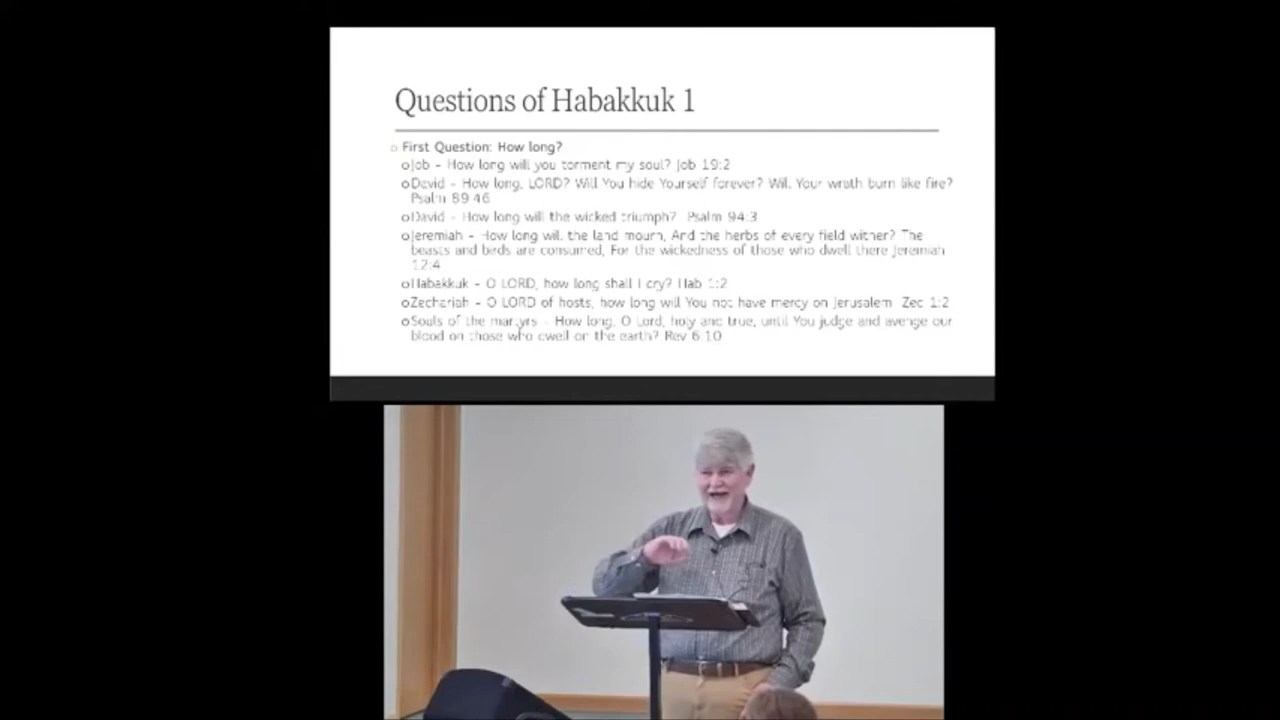 Questions of Habakkuk 1
First Question: How long?
Job - How long will you torment my soul? Job 19:2
David - How long, LORD? Will You hide Yourself forever? Will Your wrath burn like fire?
Psalm 89:46
David - How long will the wicked triumph? Psalm 94:3
Jeremiah - How long will the land mourn, And the herbs of every field wither? The
beasts and birds are consumed, For the wickedness of those who dwell there Jeremiah
12:4
Habakkuk - O LORD, how long shall I cry? Hab 1:2
Zechariah - O LORD of hosts, how long will You not have mercy on Jerusalem Zec 1:2
Souls of the martyrs - How long, O Lord, holy and true, until You judge and avenge our
blood on those who dwell on the earth? Rev 6:10